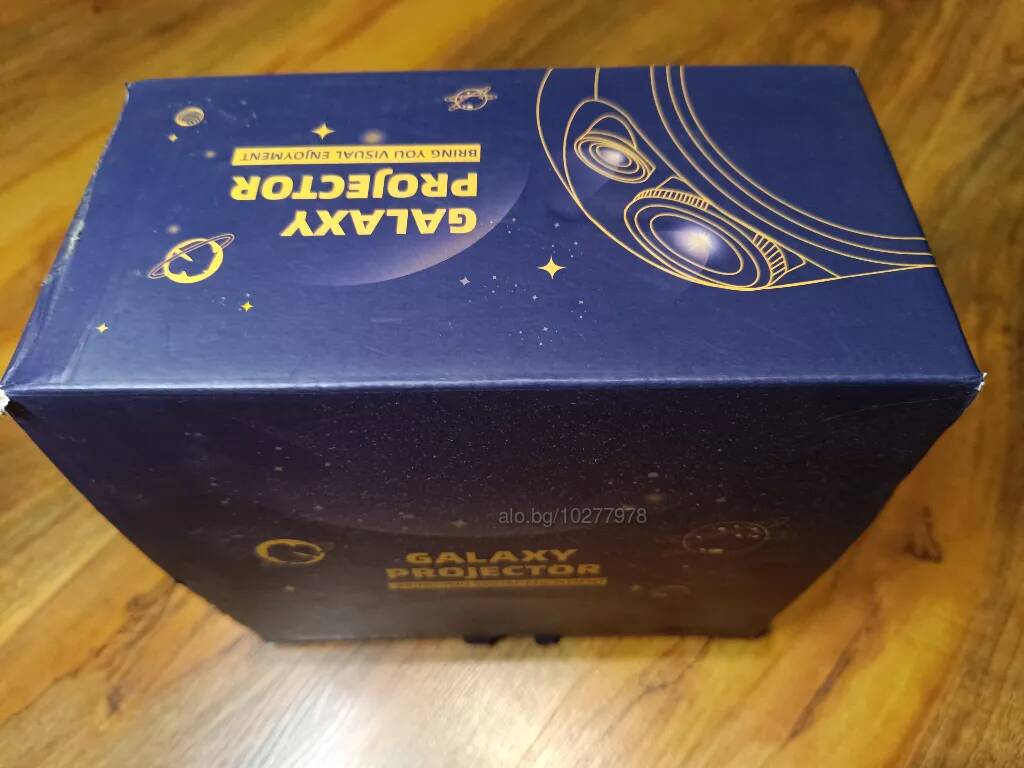 GALAXY
PROJECTOR
BRING YOU VISUAL ENJOYMENT
alo.bg/10277978
GALAXY
PROJECTOR